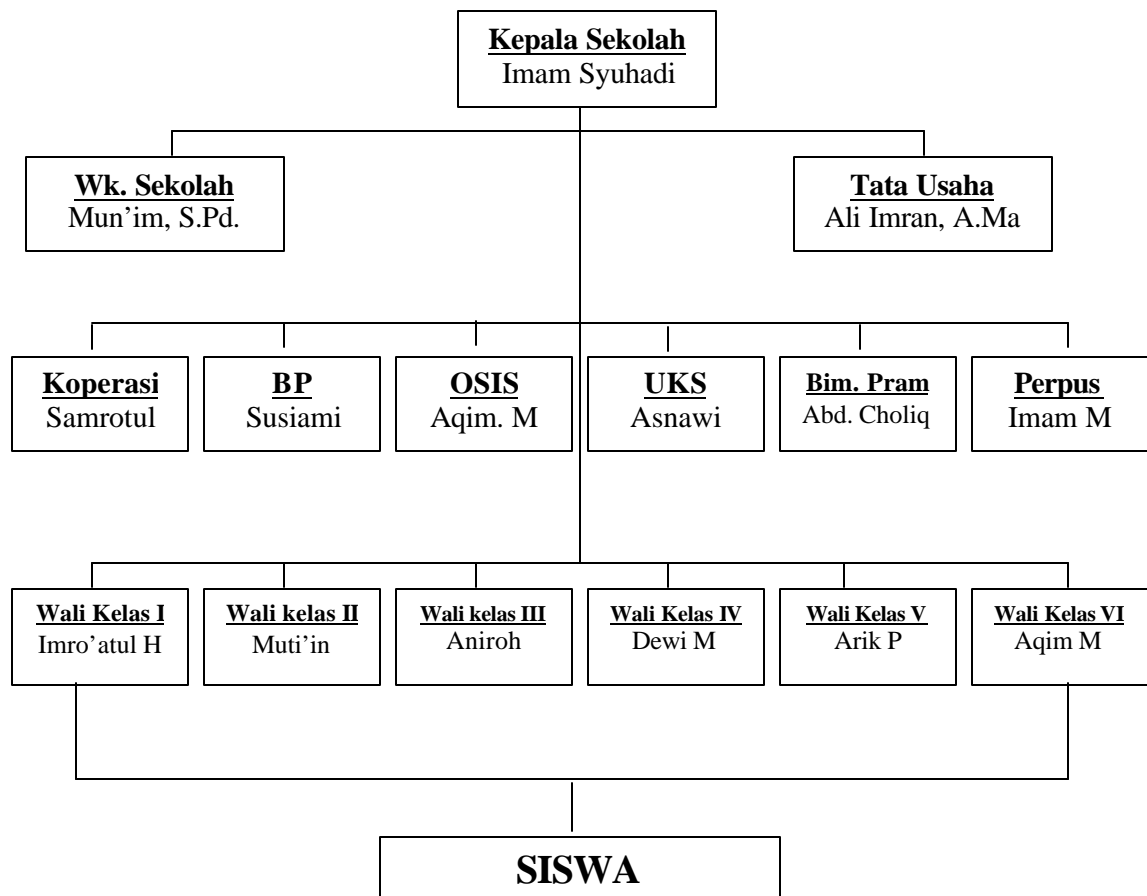 Kepala Sekolah
Imam Syuhadi
Wk. Sekolah
Mun’im, S.Pd.
Tata Usaha
Ali Imran, A.Ma
Koperasi
Samrotul
BP
Susiami
OSIS
Aqim. M
UKS
Asnawi
Bim. Pram
Abd. Choliq
Perpus
Imam M
Wali Kelas I
Imro’atul H
Wali kelas II
Muti’in
Wali kelas III
Aniroh
Wali Kelas IV
Dewi M
Wali Kelas V
Arik P
Wali Kelas VI
Aqim M
SISWA